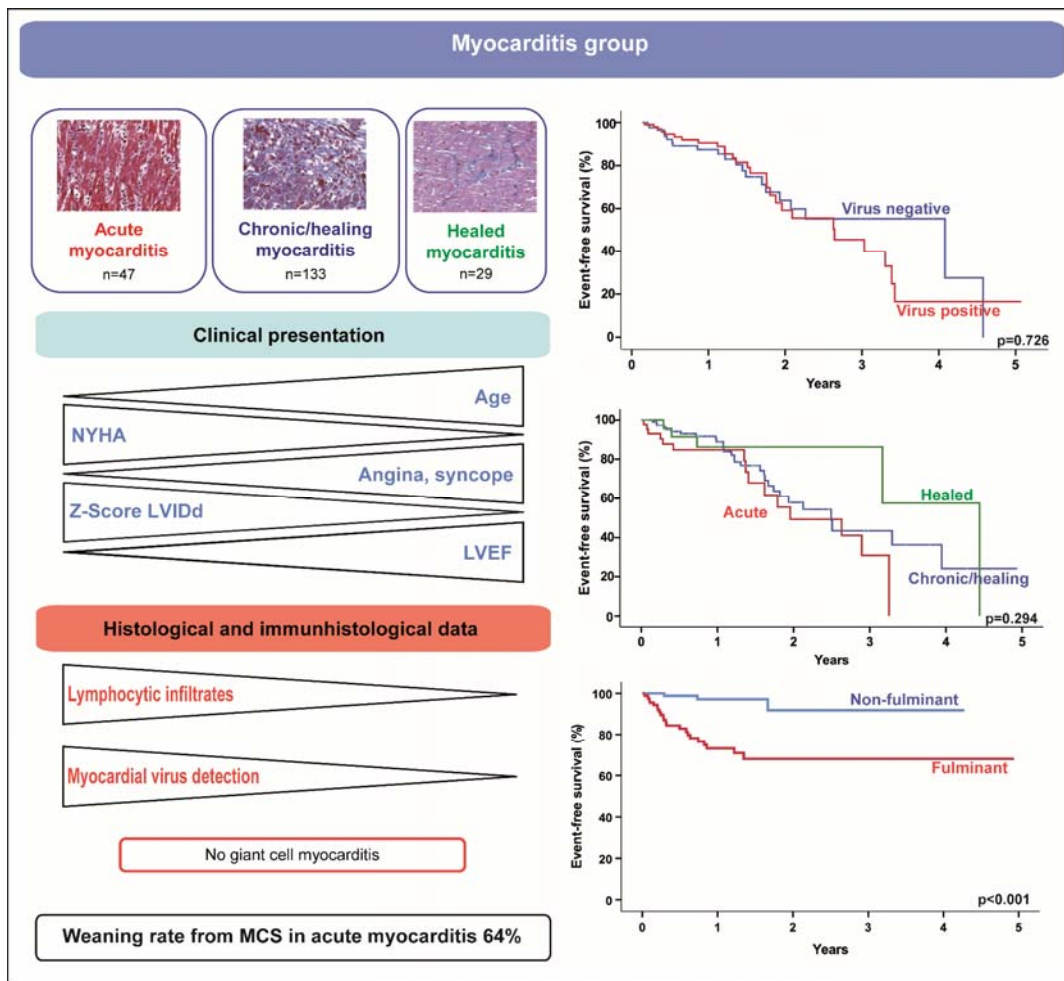 Myocarditis group
Acute
myocarditis
n=47
Chronic/healing
myocarditis
n=133
Healed
myocarditis
n=29
Clinical presentation
Age
NYHA
Angina, syncope
Z-Score LVIDd
LVEF
Histological and immunhistological data
Lymphocytic infiltrates
Myocardial virus detection
No giant cell myocarditis
Weaning rate from MCS in acute myocarditis 64%
Event-free survival (%)
100
80
60
40
20
0
Virus negative
Virus positive
p=0.726
0 1 2 3 4 5
Years
Event-free survival (%)
100
80
60
40
20
0
Healed
Acute
Chronic/healing
p=0.294
0 1 2 3 4 5
Years
Event-free survival (%)
100
80
60
40
20
0
Non-fulminant
Fulminant
p<0.001
0 1 2 3 4 5
Years